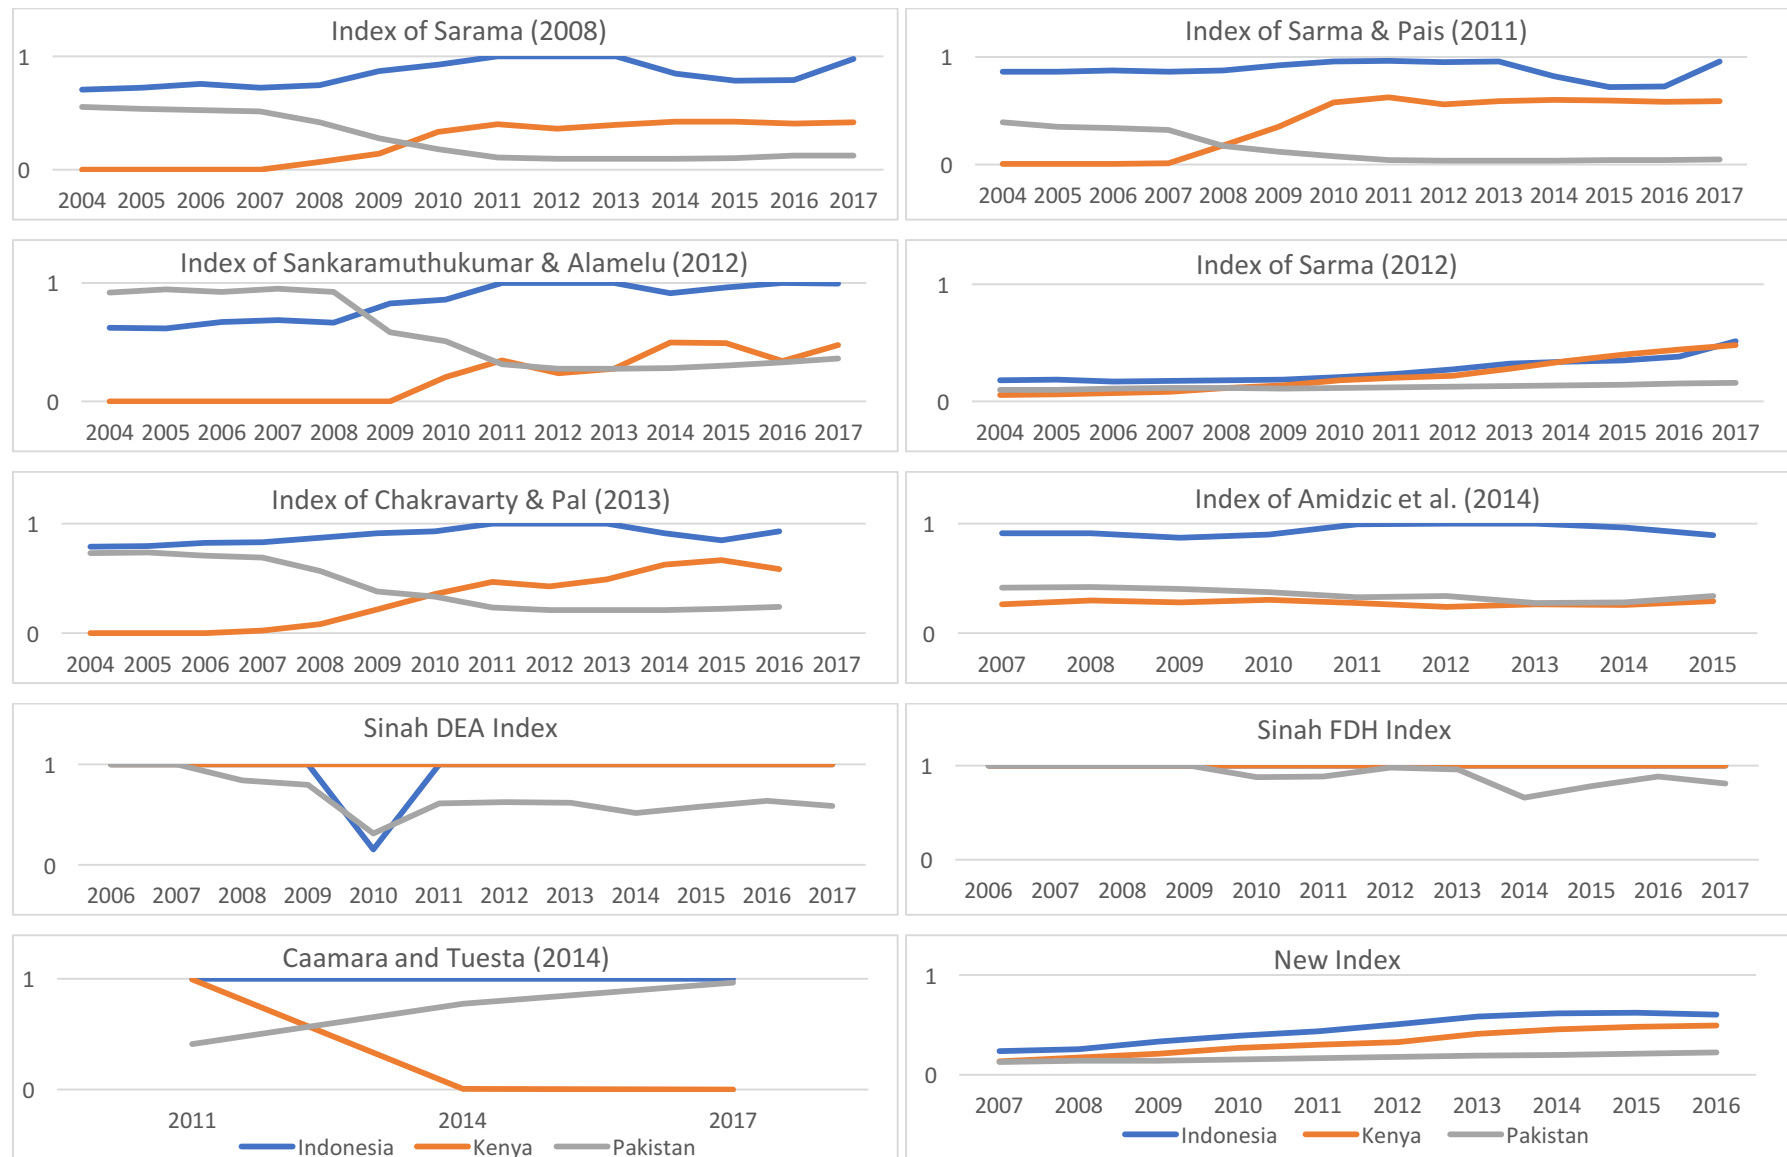 Index of Sarama (2008)
1
0
2004 2005 2006 2007 2008 2009 2010 2011 2012 2013 2014 2015 2016 2017
Index of Sarma & Pais (2011)
1
0
2004 2005 2006 2007 2008 2009 2010 2011 2012 2013 2014 2015 2016 2017
Index of Sankaramuthukumar & Alamelu (2012)
1
0
2004 2005 2006 2007 2008 2009 2010 2011 2012 2013 2014 2015 2016 2017
Index of Sarma (2012)
1
0
2004 2005 2006 2007 2008 2009 2010 2011 2012 2013 2014 2015 2016 2017
Index of Chakravarty & Pal (2013)
1
0
2004 2005 2006 2007 2008 2009 2010 2011 2012 2013 2014 2015 2016 2017
Index of Amidzic et al. (2014)
1
0
2007 2008 2009 2010 2011 2012 2013 2014 2015
Sinah DEA Index
1
0
2006 2007 2008 2009 2010 2011 2012 2013 2014 2015 2016 2017
Sinah FDH Index
1
0
2006 2007 2008 2009 2010 2011 2012 2013 2014 2015 2016 2017
Caamara and Tuesta (2014)
1
0
2011 2014 2017
Indonesia Kenya Pakistan
New Index
1
0
2007 2008 2009 2010 2011 2012 2013 2014 2015 2016
Indonesia Kenya Pakistan